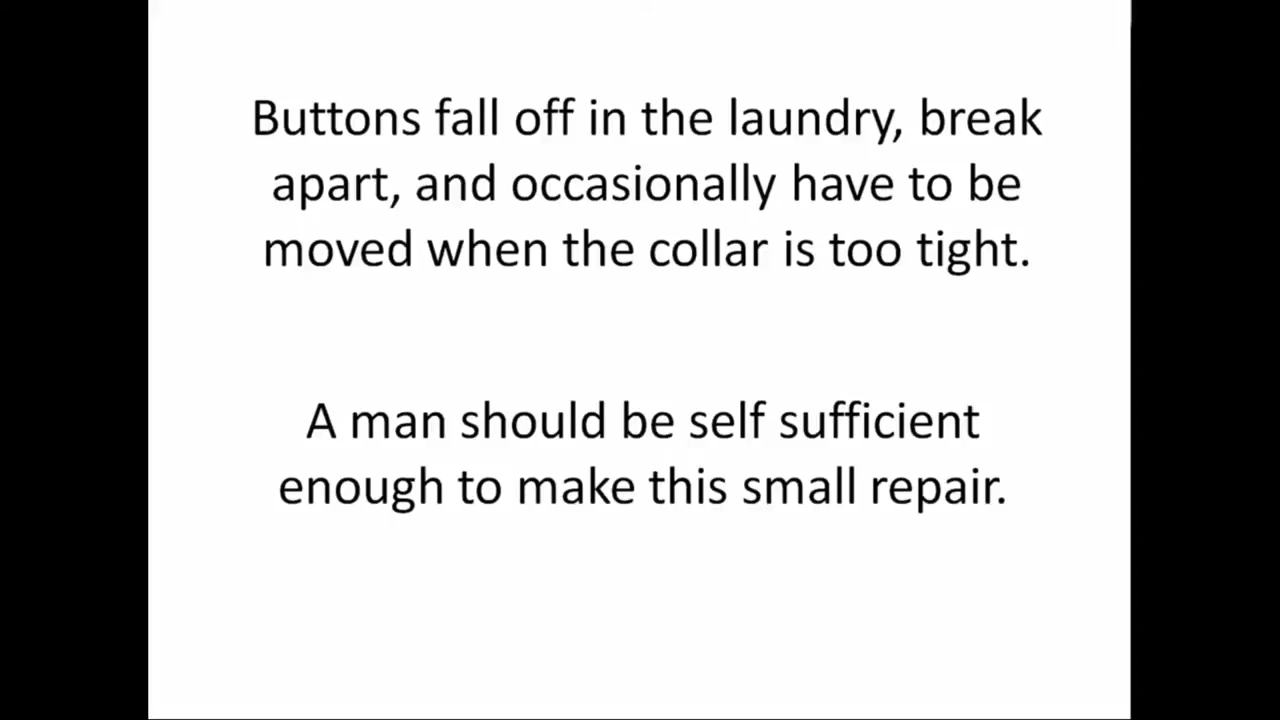 Buttons fall off in the laundry, break
apart, and occasionally have to be
moved when the collar is too tight.
A man should be self sufficient
enough to make this small repair.